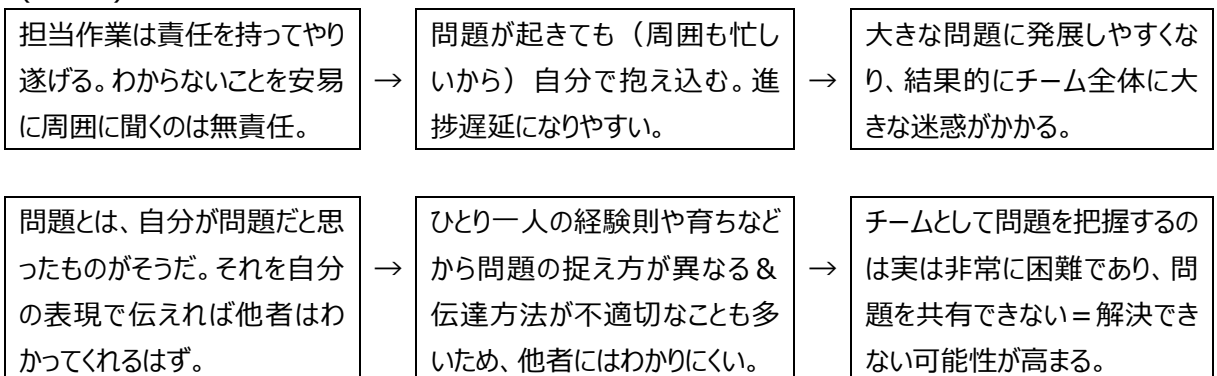 担当作業は責任を持ってやり
遂げる。わからないことを安易
に周囲に聞くのは無責任。
→
問題が起きても（周囲も忙し
いから）自分で抱え込む。進
捗遅延になりやすい。
→
大きな問題に発展しやすくな
り、結果的にチーム全体に大
きな迷惑がかかる。
問題とは、自分が問題だと思
ったものがそうだ。それを自分
の表現で伝えれば他者はわ
かってくれるはず。
→
ひとり一人の経験則や育ちなど
から問題の捉え方が異なる＆
伝達方法が不適切なことも多
いため、他者にはわかりにくい。
→
チームとして問題を把握するの
は実は非常に困難であり、問
題を共有できない＝解決でき
ない可能性が高まる。